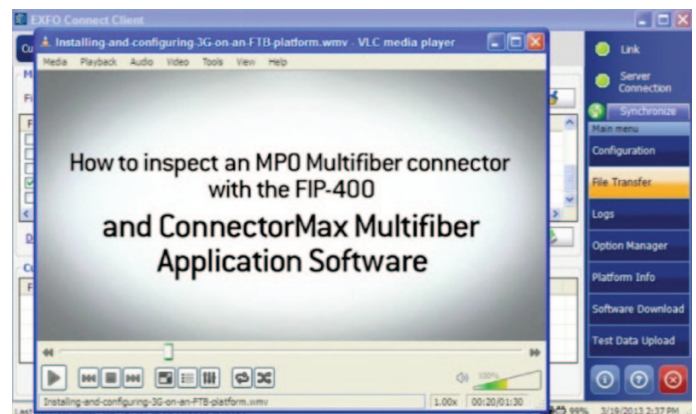 EXFO Connect Client
Installing-and-configuring-3G-on-an-FTB-platform.wmv - VLC media player
Media Playback Audio Video Tools View Help
How to inspect an MPO Multifiber connector
with the FIP-400
and ConnectorMax Multifiber
Application Software
100%
Installing-and-configuring-3G-on-an-FTB-platform.wmv
1.00x
00:20/01:30
Link
Server
Connection
Synchronize
Main menu
Configuration
File Transfer
Logs
Option Manager
Platform Info
Software Download
Test Data Upload
99%
3/19/2013 2:37 PM